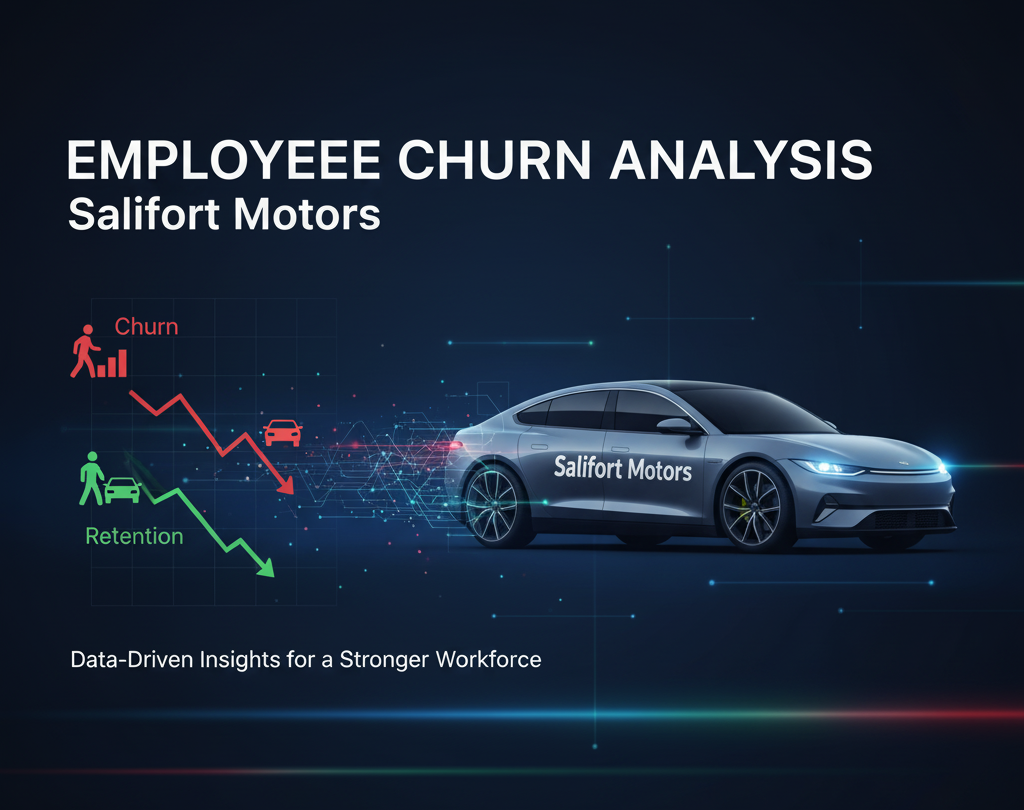 EMPLOYEEE CHURN ANALYSIS
Salifort Motors
Churn
Salifort Motors
Retention
Data-Driven Insights for a Stronger Workforce